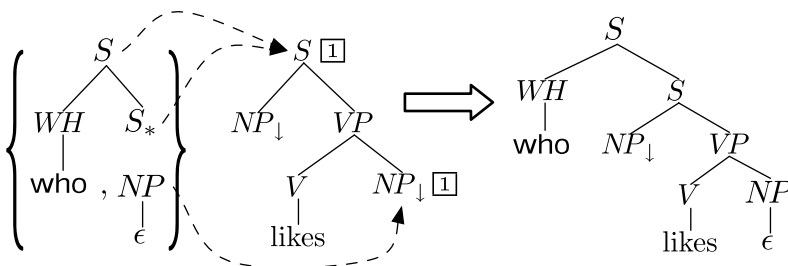 S S 1 S
WH S* NP↓ VP WH S
who , NP V NP↓ 1 who NP↓ VP
ϵ likes V NP
likes ϵ